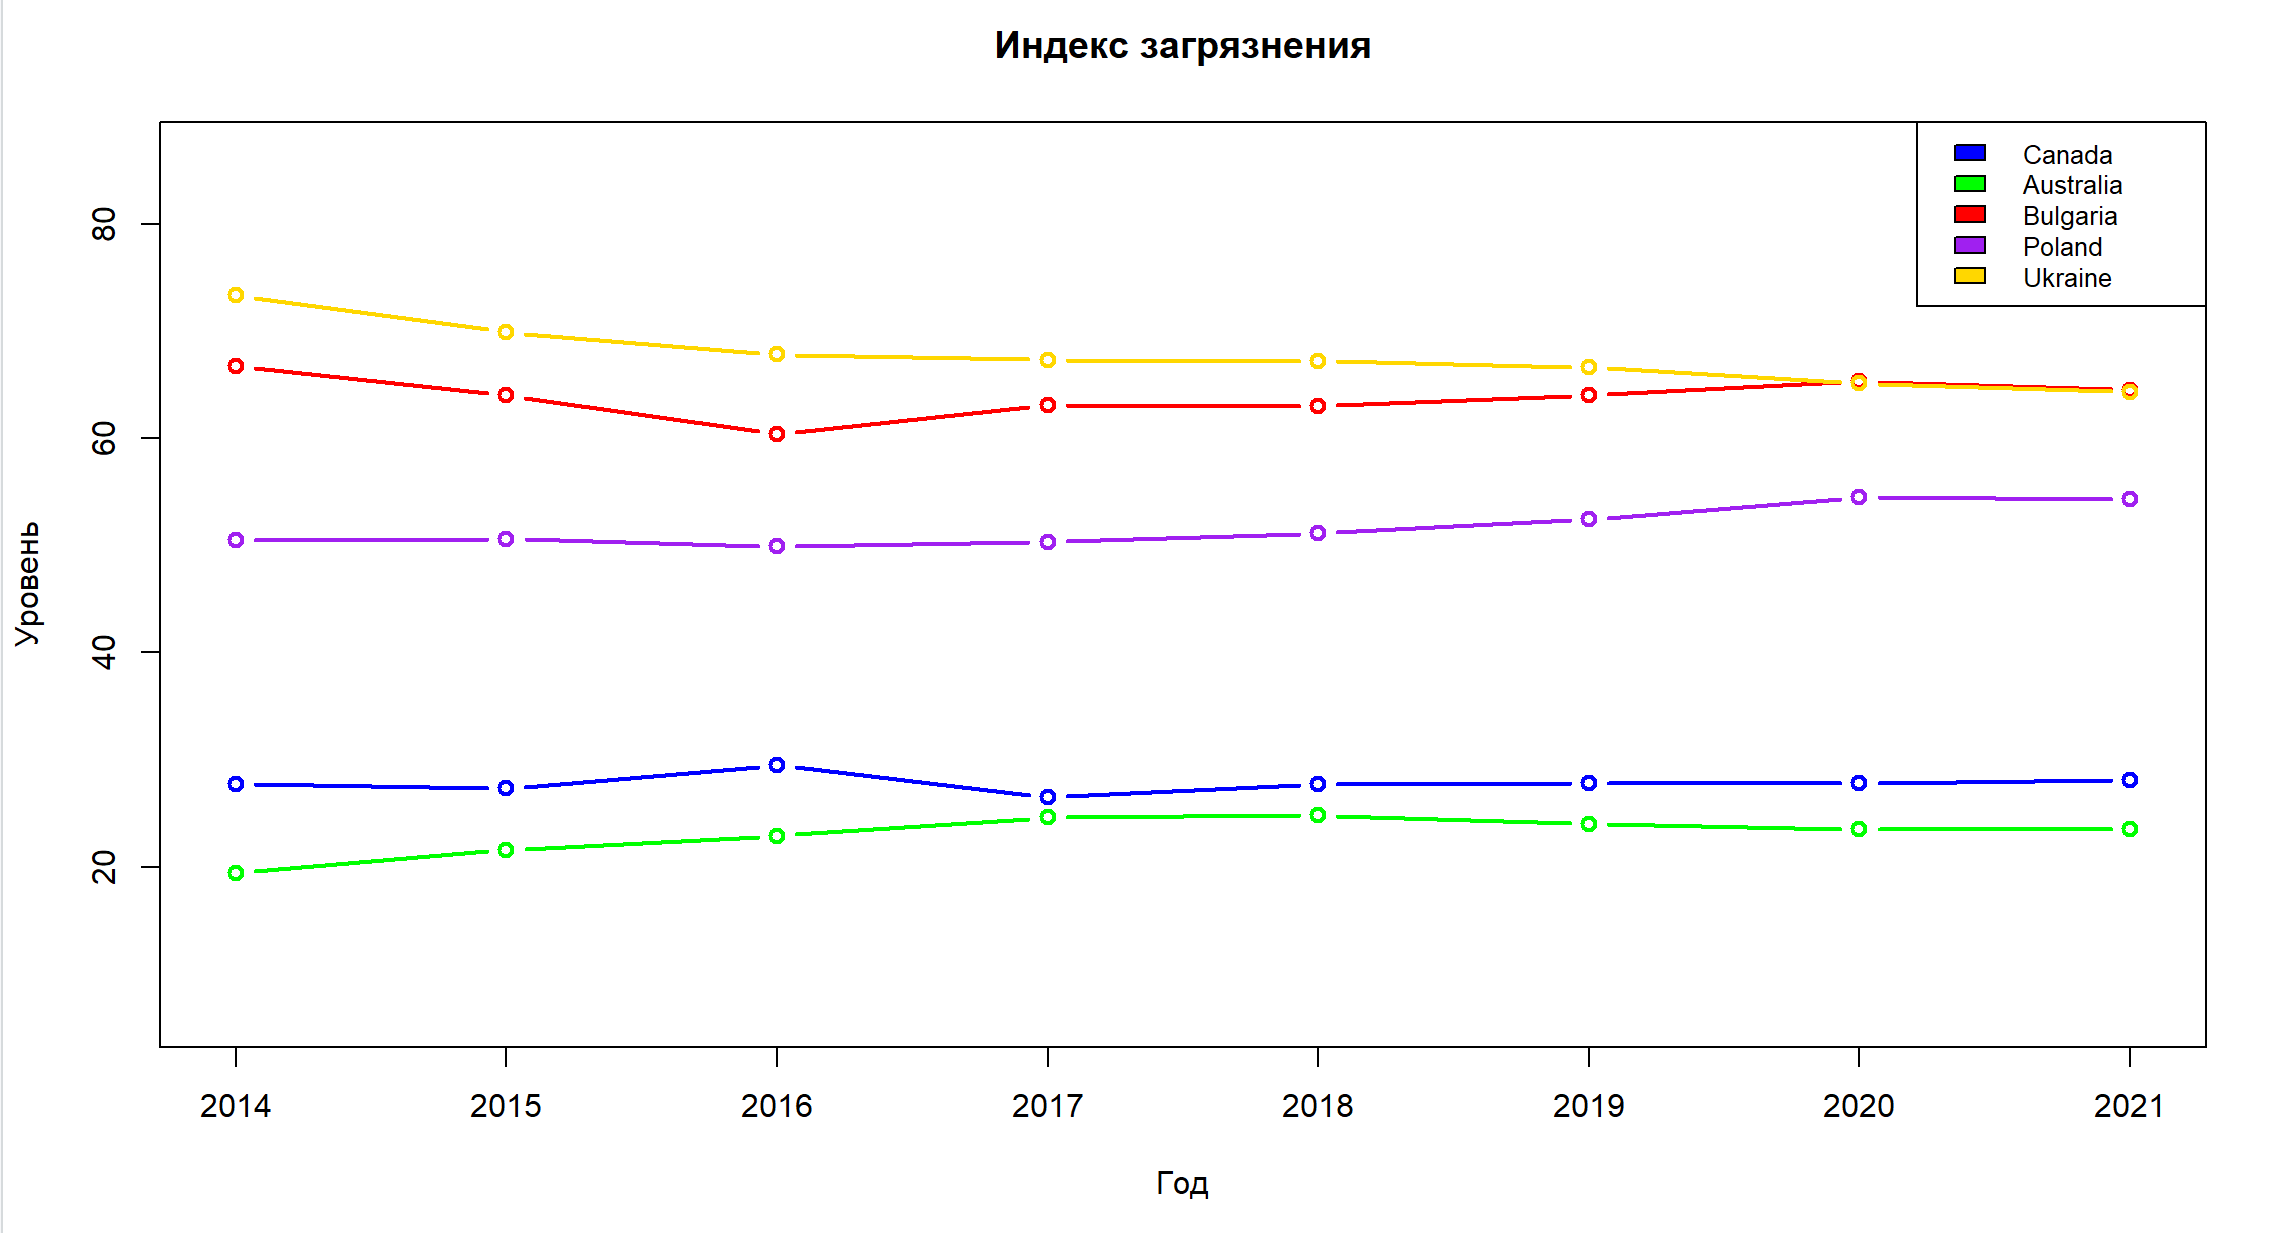 Индекс загрязнения
Canada
Australia
Bulgaria
Poland
Ukraine
80
60
40
20
Уровень
2014 2015 2016 2017 2018 2019 2020 2021
Год